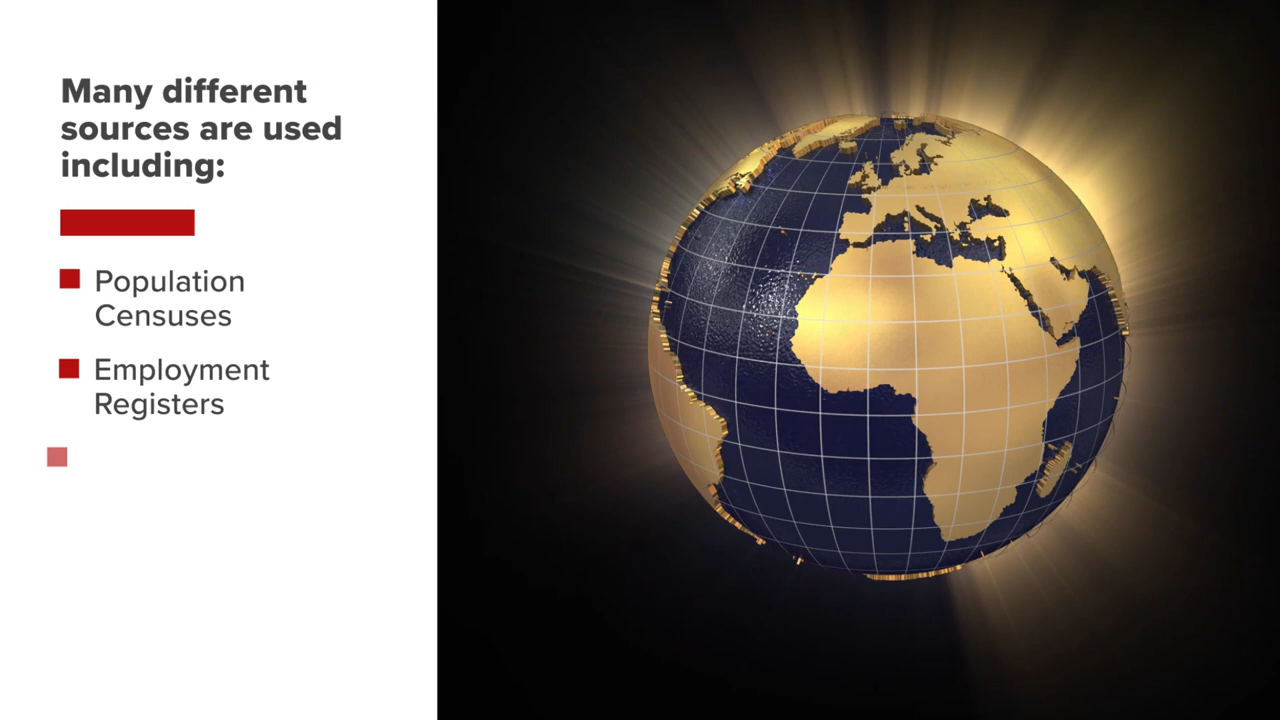 Many different
sources are used
including:
Population
Censuses
Employment
Registers